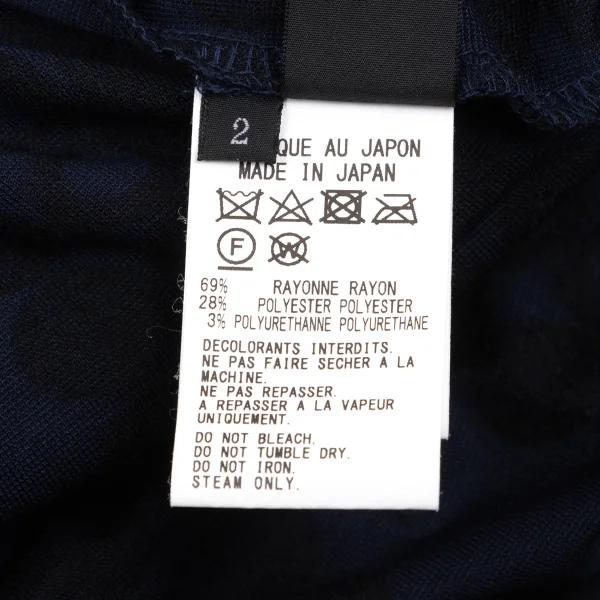 2
QUE AU JAPON
MADE IN JAPAN
F
W
69% RAYONNE RAYON
28% POLYESTER POLYESTER
3% POLYURETHANNE POLYURETHANE
DECOLORANTS INTERDITS.
NE PAS FAIRE SECHER A LA
MACHINE.
NE PAS REPASSER.
A REPASSER A LA VAPEUR
UNIQUEMENT.
DO NOT BLEACH.
DO NOT TUMBLE DRY.
DO NOT IRON.
STEAM ONLY.